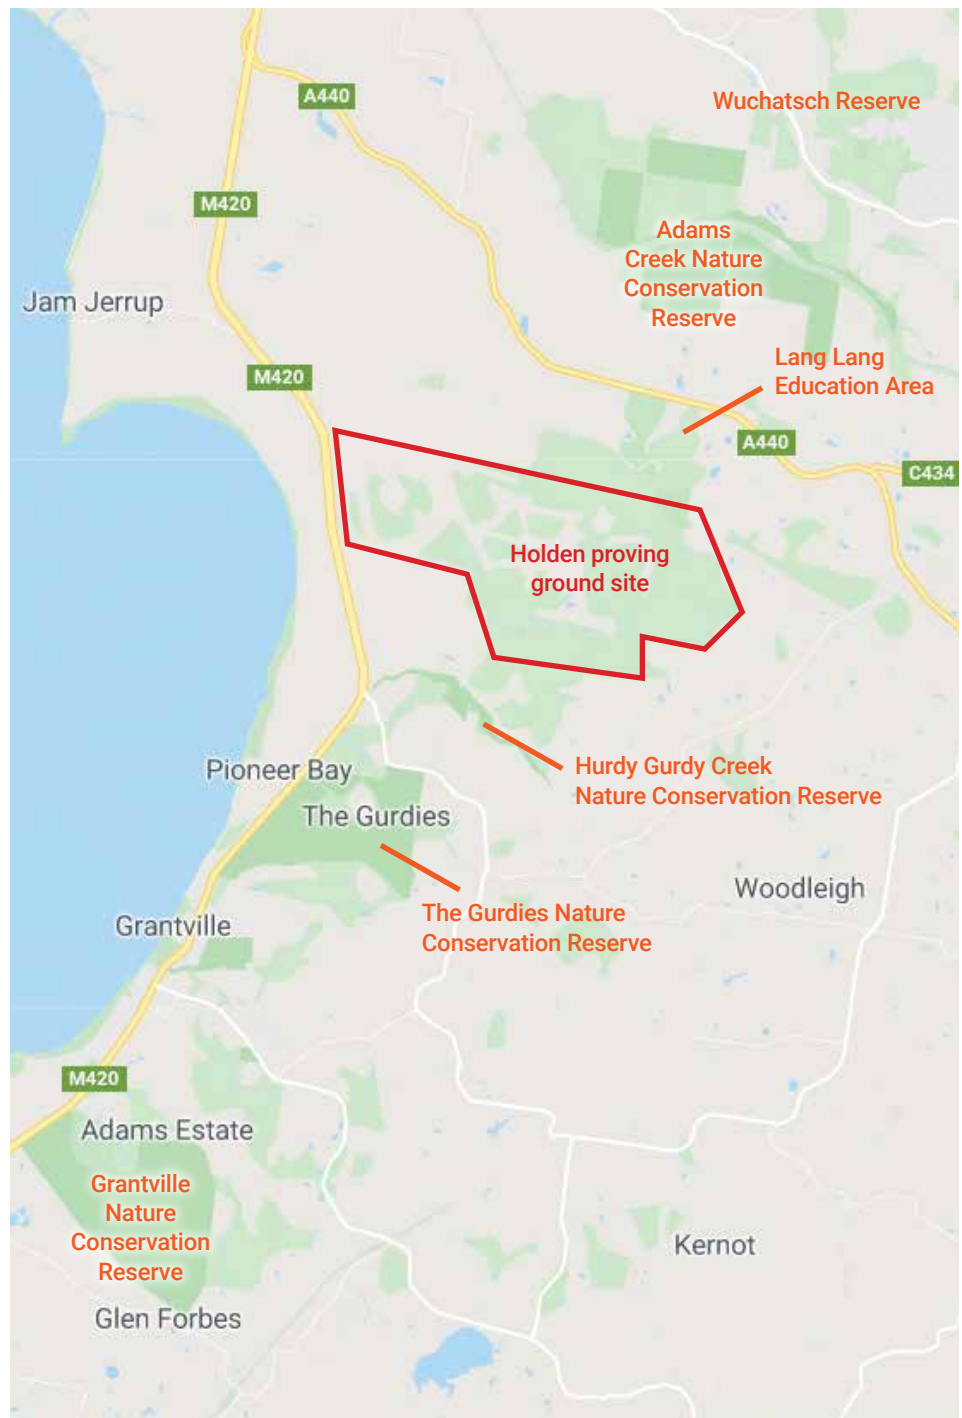 A440
Wuchatsch Reserve
M420
Adams
Creek Nature
Conservation
Reserve
Jam Jerrup
Lang Lang
Education Area
M420
A440
C434
Holden proving
ground site
Pioneer Bay
Hurdy Gurdy Creek
Nature Conservation Reserve
The Gurdies
Woodleigh
The Gurdies Nature
Conservation Reserve
Grantville
M420
Adams Estate
Grantville
Nature
Conservation
Reserve
Kernot
Glen Forbes